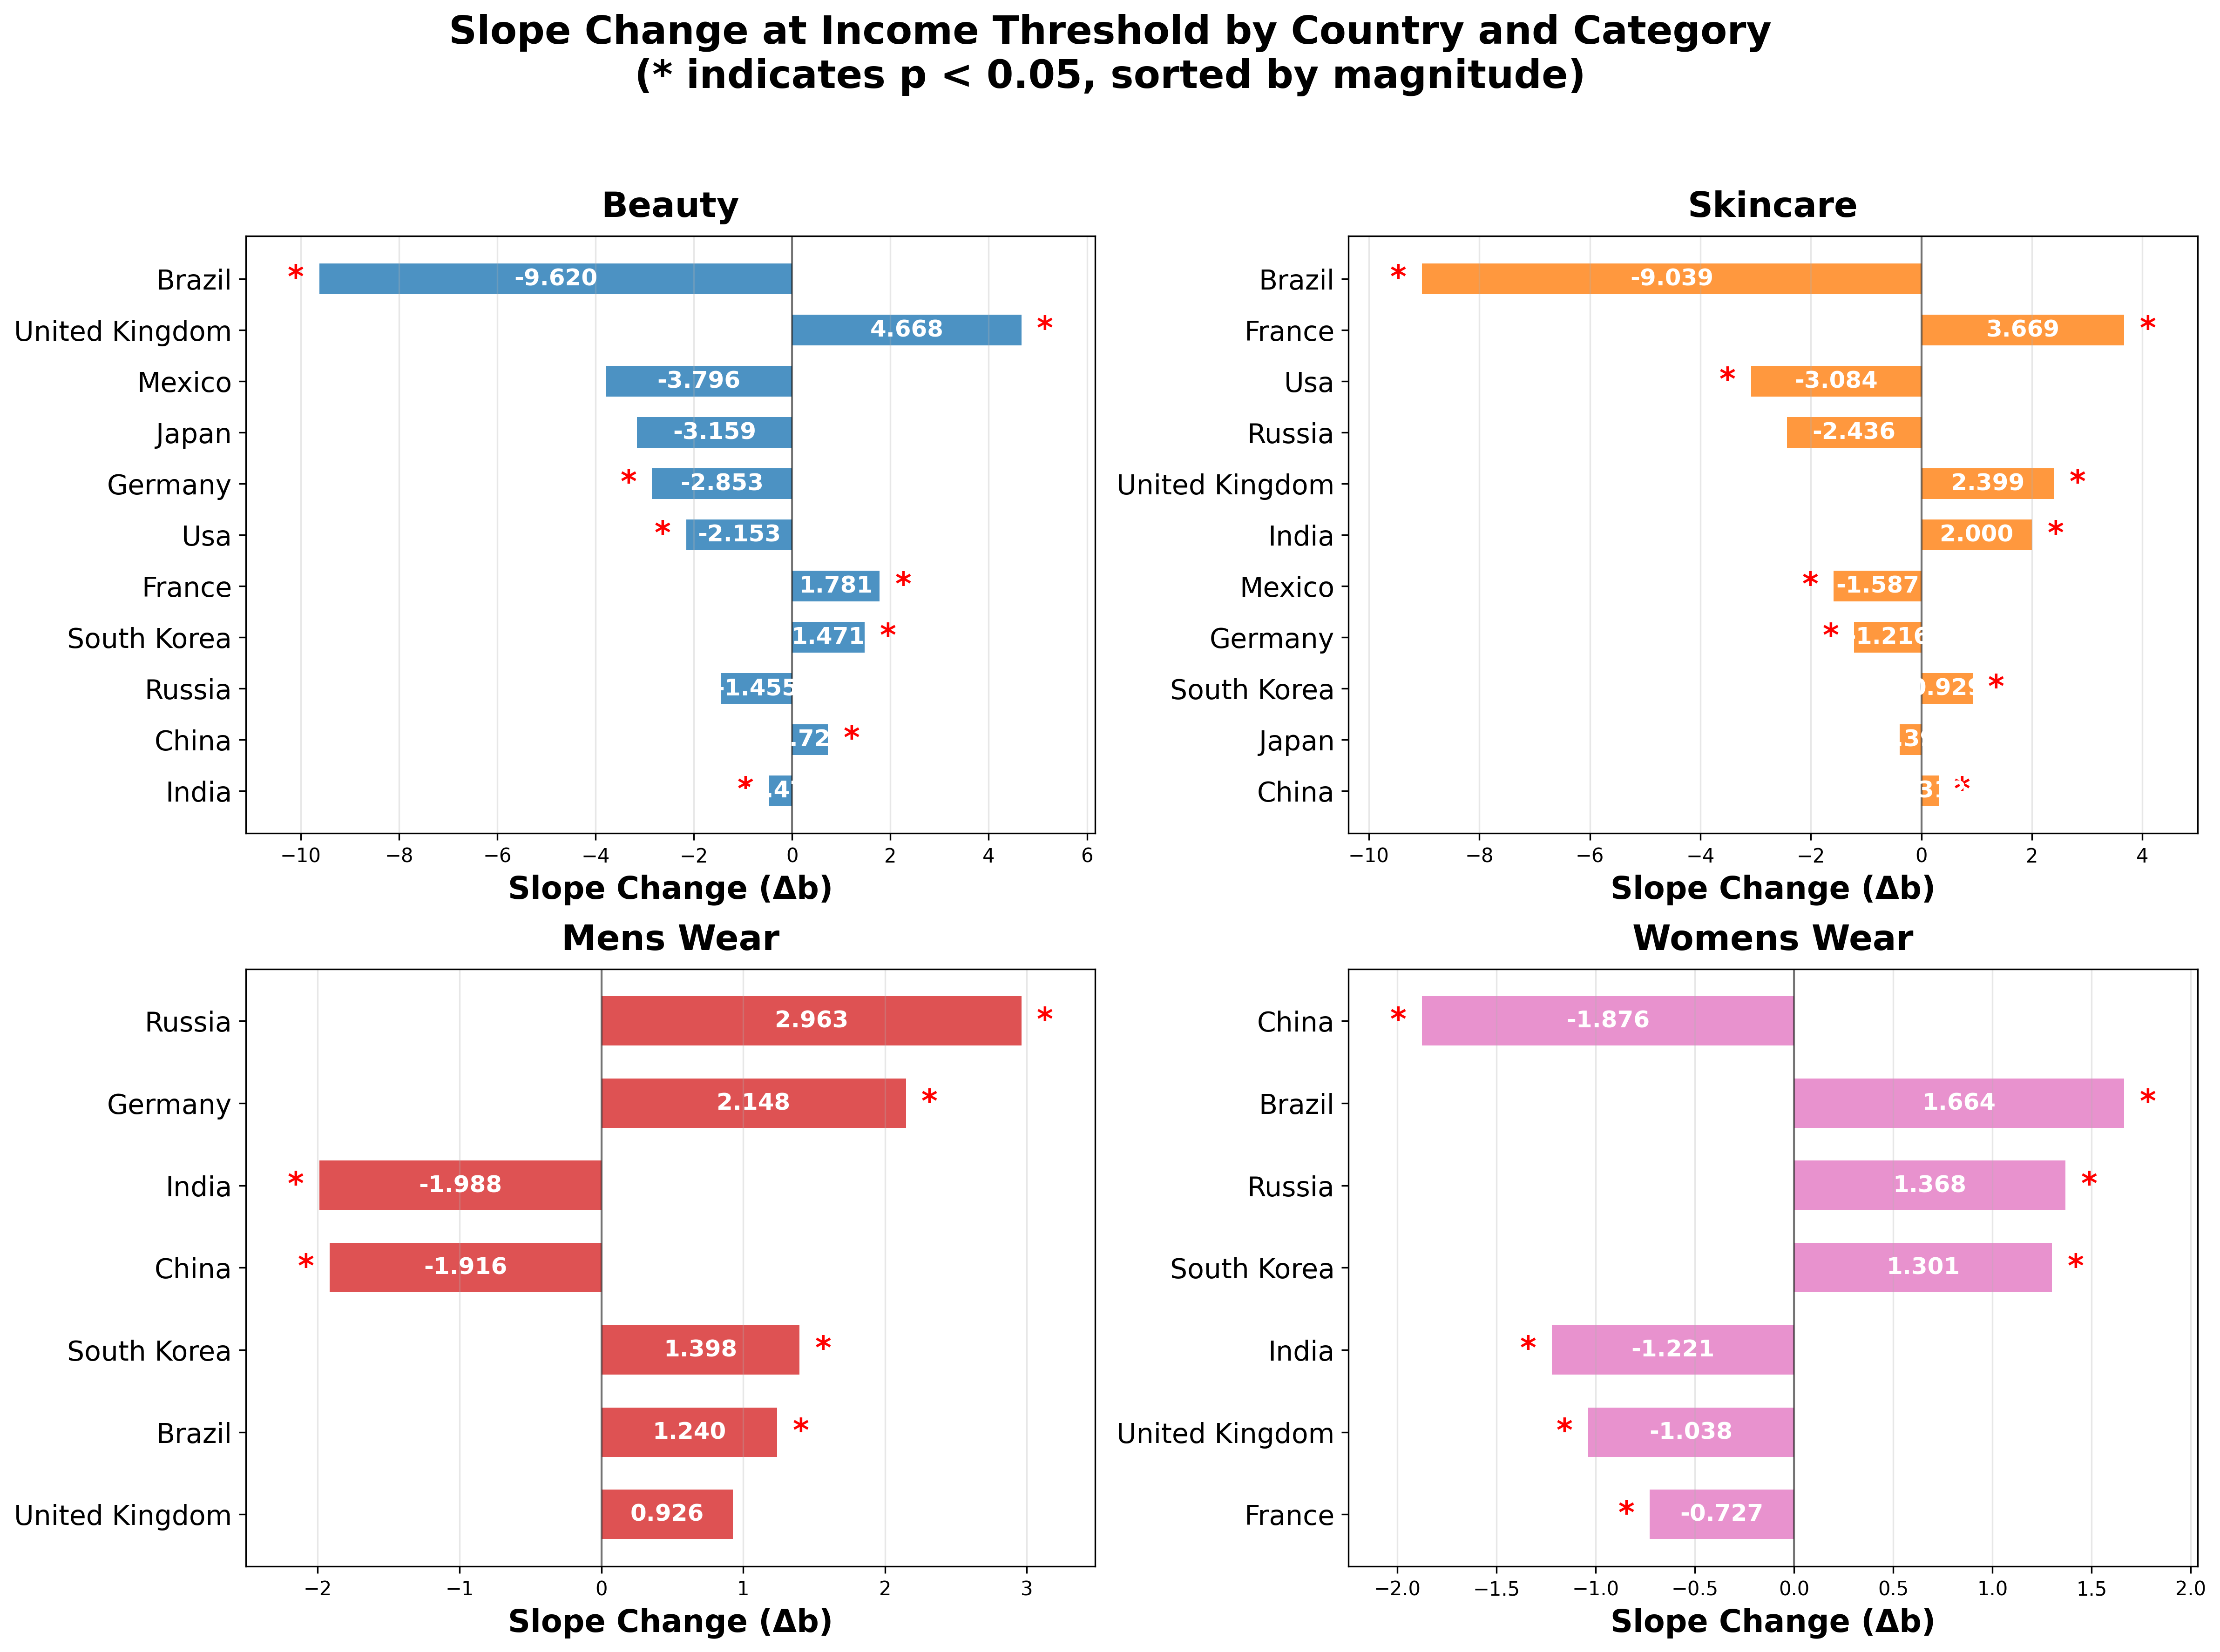 Slope Change at Income Threshold by Country and Category
(* indicates p < 0.05, sorted by magnitude)
Beauty
Brazil
* -9.620
United Kingdom
4.668 *
Mexico
-3.796
Japan
-3.159
Germany
* -2.853
Usa
* -2.153
France
1.781 *
South Korea
1.471 *
Russia
-1.455
China
*
India
*
−10 −8 −6 −4 −2 0 2 4 6
Slope Change (Δb)
Skincare
Brazil
* -9.039
France
3.669 *
Usa
* -3.084
Russia
-2.436
United Kingdom
2.399 *
India
2.000 *
Mexico
* -1.587
Germany
* -1.216
South Korea
0.929 *
Japan
China
*
−10 −8 −6 −4 −2 0 2 4
Slope Change (Δb)
Mens Wear
Russia
2.963 *
Germany
2.148 *
India
* -1.988
China
* -1.916
South Korea
1.398 *
Brazil
1.240 *
United Kingdom
0.926
−2 −1 0 1 2 3
Slope Change (Δb)
Womens Wear
China
* -1.876
Brazil
1.664 *
Russia
1.368 *
South Korea
1.301 *
India
* -1.221
United Kingdom
* -1.038
France
* -0.727
−2.0 −1.5 −1.0 −0.5 0.0 0.5 1.0 1.5 2.0
Slope Change (Δb)